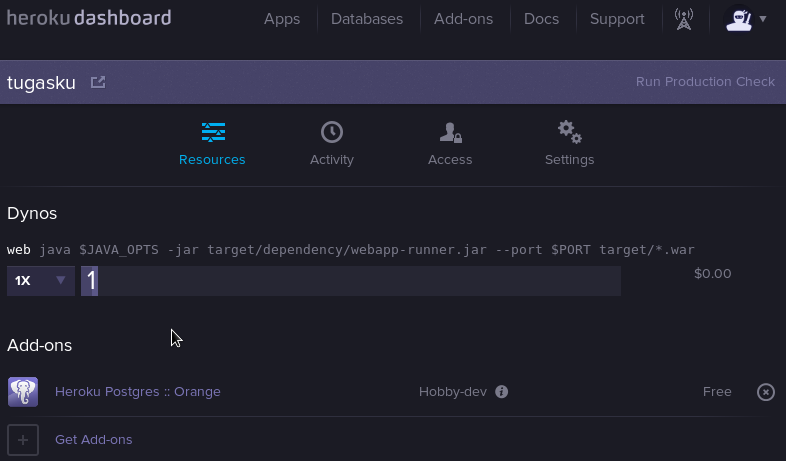 heroku dashboard Apps Databases Add-ons Docs Support
tugasku Run Production Check
Resources Activity Access Settings
Dynos
web java $JAVA_OPTS -jar target/dependency/webapp-runner.jar --port $PORT target/*.war
1X 1 $0.00
Add-ons
Heroku Postgres :: Orange Hobby-dev Free
Get Add-ons